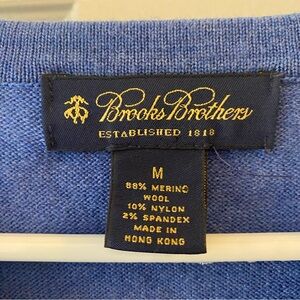 Brooks Brothers
ESTABLISHED 1818
M
88% MERINO
WOOL
10% NYLON
2% SPANDEX
MADE IN
HONG KONG